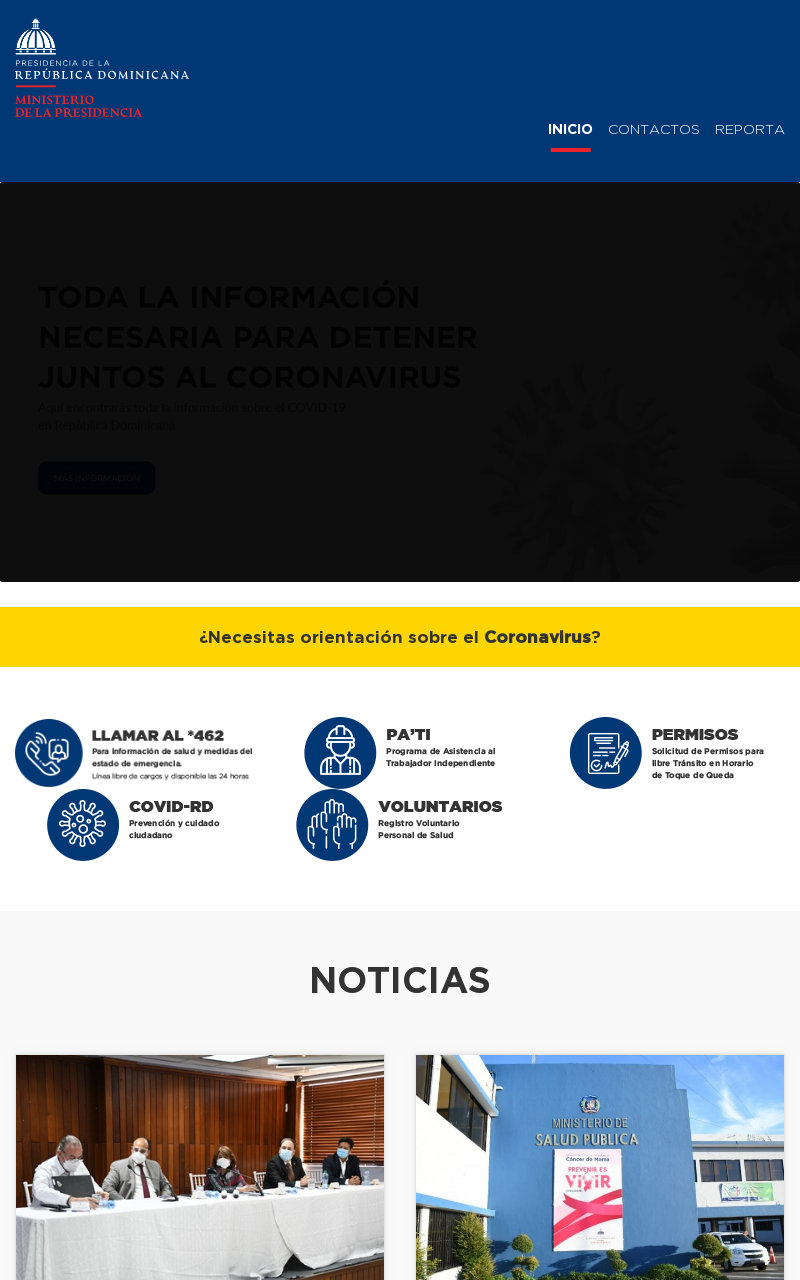 PRESIDENCIA DE LA
REPÚBLICA DOMINICANA
MINISTERIO
DE LA PRESIDENCIA
INICIO CONTACTOS REPORTA
TODA LA INFORMACIÓN
NECESARIA PARA DETENER
JUNTOS AL CORONAVIRUS
Aquí encontrarás toda la información sobre el COVID-19
en República Dominicana
MÁS INFORMACIÓN
¿Necesitas orientación sobre el Coronavirus?
LLAMAR AL *462
Para información de salud y medidas del
estado de emergencia.
Línea libre de cargos y disponible las 24 horas
PA’TI
Programa de Asistencia al
Trabajador Independiente
PERMISOS
Solicitud de Permisos para
libre Tránsito en Horario
de Toque de Queda
COVID-RD
Prevención y cuidado
ciudadano
VOLUNTARIOS
Registro Voluntario
Personal de Salud
NOTICIAS
MINISTERIO DE
SALUD PUBLICA
Cáncer de Mama
PREVENIR ES
ViViR